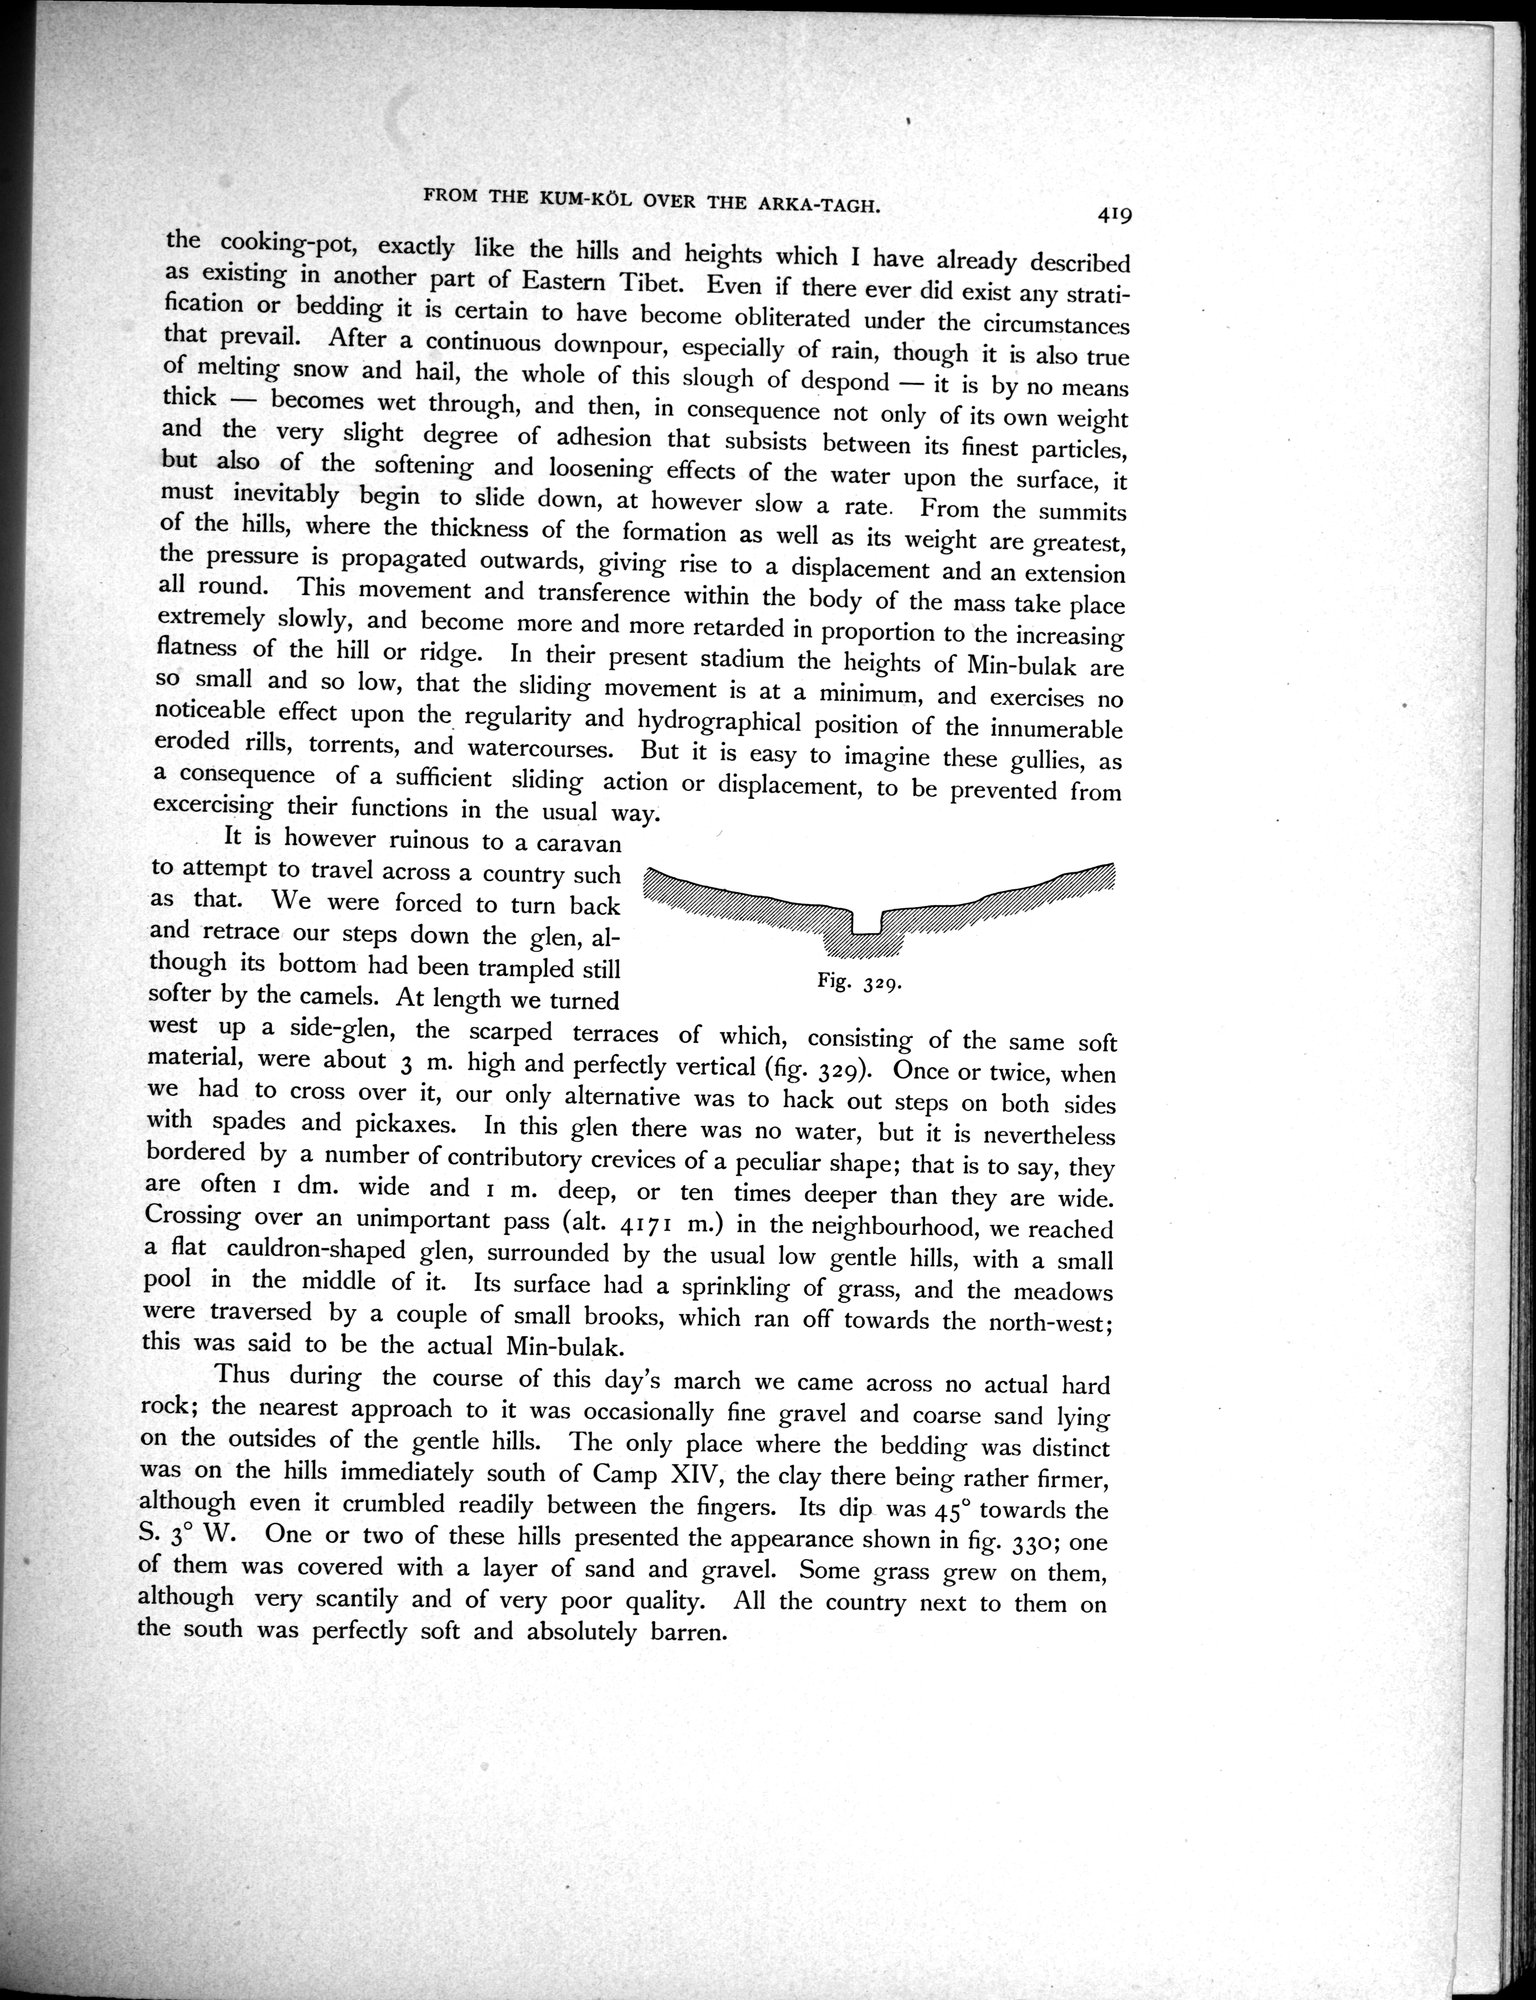 FROM THE KUM-KÖL OVER THE ARKA-TAGH.
419
the cooking-pot, exactly like the hills and heights which I have already described
as existing in another part of Eastern Tibet. Even if there ever did exist any strati-
fication or bedding it is certain to have become obliterated under the circumstances
that prevail. After a continuous downpour, especially of rain, though it is also true
of melting snow and hail, the whole of this slough of despond — it is by no means
thick — becomes wet through, and then, in consequence not only of its own weight
and the very slight degree of adhesion that subsists between its finest particles,
but also of the softening and loosening effects of the water upon the surface, it
must inevitably begin to slide down, at however slow a rate. From the summits
of the hills, where the thickness of the formation as well as its weight are greatest,
the pressure is propagated outwards, giving rise to a displacement and an extension
all round. This movement and transference within the body of the mass take place
extremely slowly, and become more and more retarded in proportion to the increasing
flatness of the hill or ridge. In their present stadium the heights of Min-bulak are
so small and so low, that the sliding movement is at a minimum, and exercises no
noticeable effect upon the regularity and hydrographical position of the innumerable
eroded rills, torrents, and watercourses. But it is easy to imagine these gullies, as
a consequence of a sufficient sliding action or displacement, to be prevented from
excercising their functions in the usual way.
It is however ruinous to a caravan
to attempt to travel across a country such
as that. We were forced to turn back
and retrace our steps down the glen, al-
though its bottom had been trampled still
softer by the camels. At length we turned
Fig. 329.
west up a side-glen, the scarped terraces of which, consisting of the same soft
material, were about 3 m. high and perfectly vertical (fig. 329). Once or twice, when
we had to cross over it, our only alternative was to hack out steps on both sides
with spades and pickaxes. In this glen there was no water, but it is nevertheless
bordered by a number of contributory crevices of a peculiar shape; that is to say, they
are often 1 dm. wide and 1 m. deep, or ten times deeper than they are wide.
Crossing over an unimportant pass (alt. 4171 m.) in the neighbourhood, we reached
a flat cauldron-shaped glen, surrounded by the usual low gentle hills, with a small
pool in the middle of it. Its surface had a sprinkling of grass, and the meadows
were traversed by a couple of small brooks, which ran off towards the north-west;
this was said to be the actual Min-bulak.
Thus during the course of this day's march we came across no actual hard
rock; the nearest approach to it was occasionally fine gravel and coarse sand lying
on the outsides of the gentle hills. The only place where the bedding was distinct
was on the hills immediately south of Camp XIV, the clay there being rather firmer,
although even it crumbled readily between the fingers. Its dip was 45° towards the
S. 3° W. One or two of these hills presented the appearance shown in fig. 330; one
of them was covered with a layer of sand and gravel. Some grass grew on them,
although very scantily and of very poor quality. All the country next to them on
the south was perfectly soft and absolutely barren.